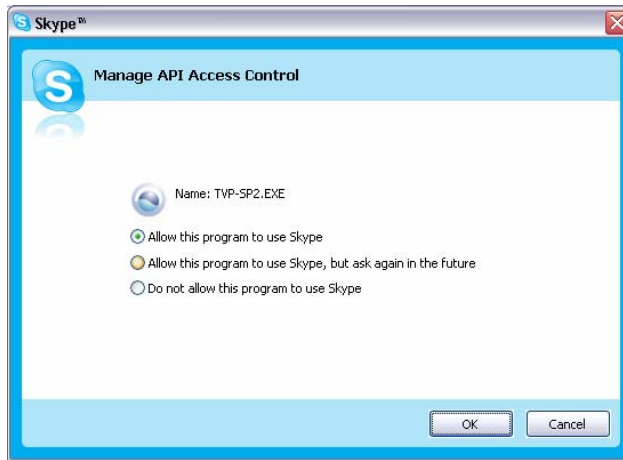 Skype™
Manage API Access Control
Name: TVP-SP2.EXE
Allow this program to use Skype
Allow this program to use Skype, but ask again in the future
Do not allow this program to use Skype
OK
Cancel